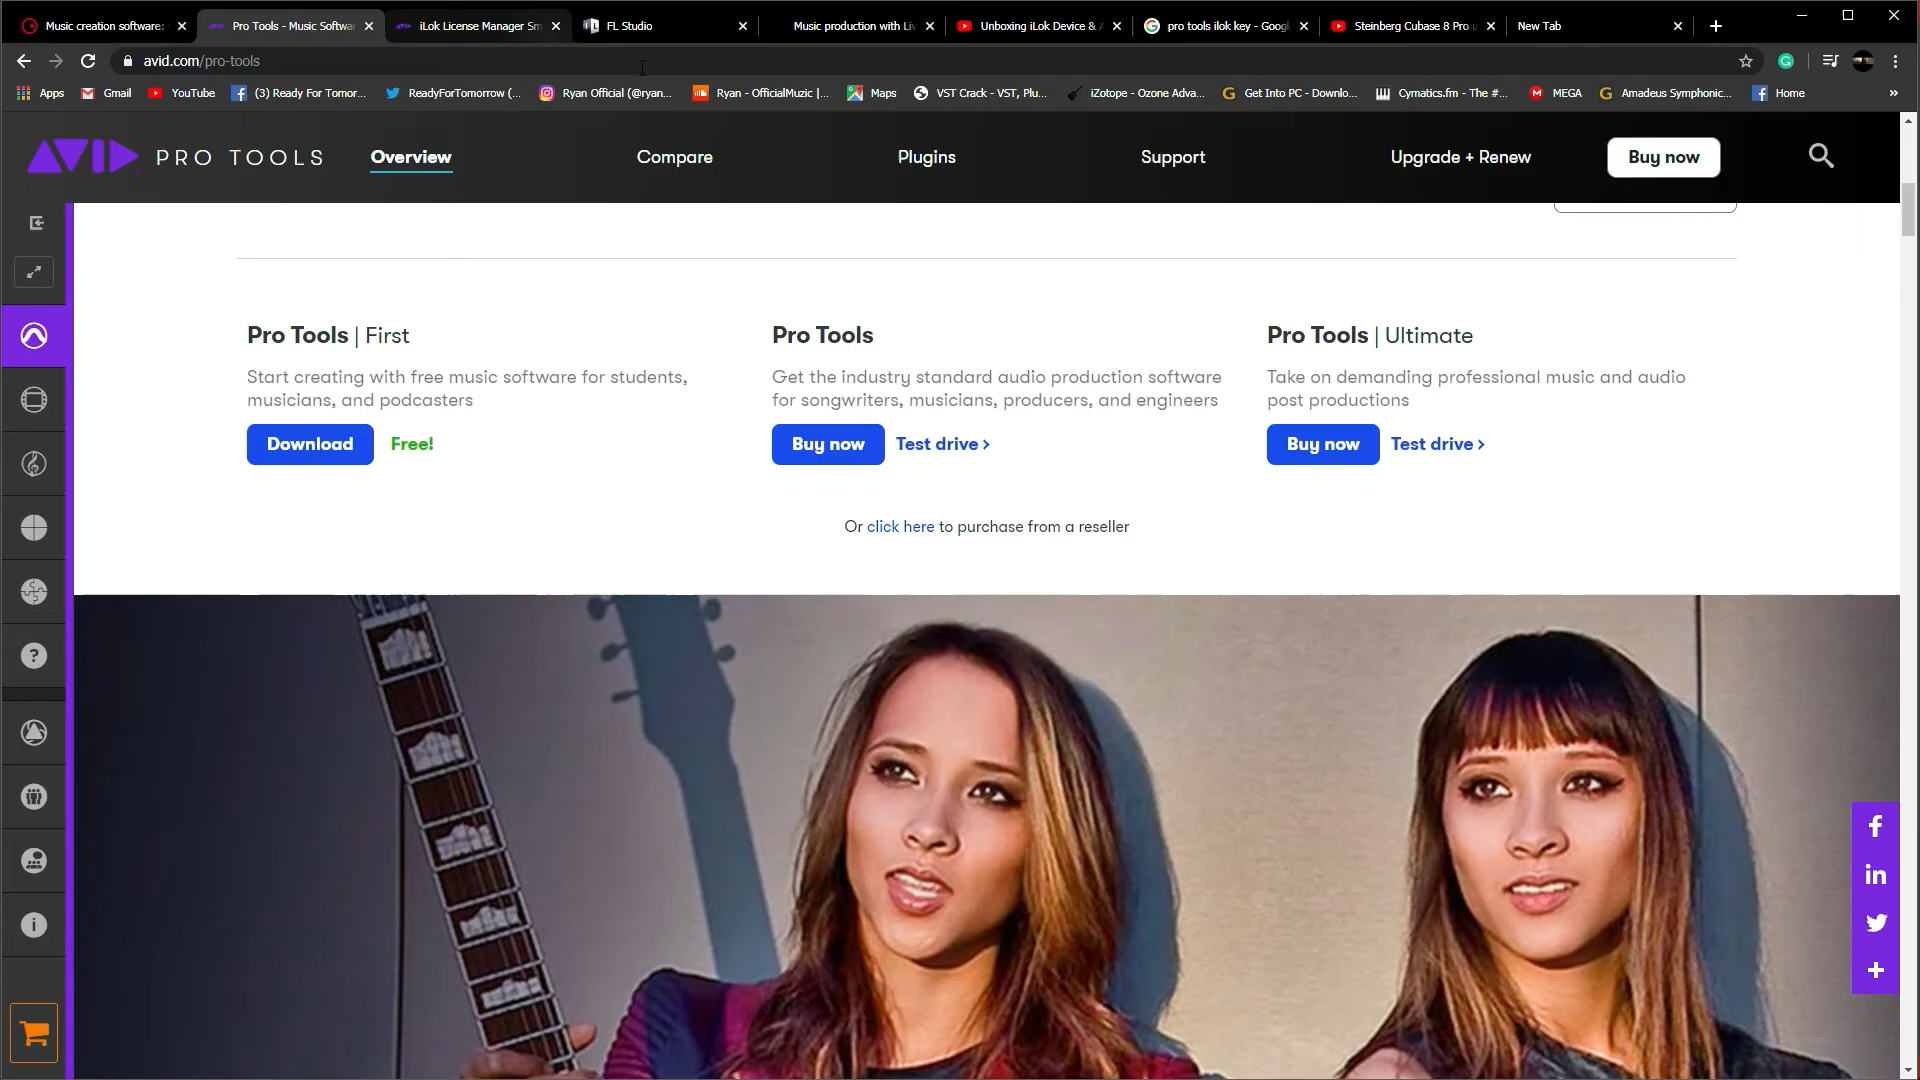 Music creation software:
Pro Tools - Music Softwar
iLok License Manager Sm
FL Studio
Music production with Liv
Unboxing iLok Device & A
pro tools ilok key - Google
Steinberg Cubase 8 Pro u
New Tab
avid.com/pro-tools
Apps
Gmail
YouTube
(3) Ready For Tomor...
ReadyForTomorrow (...
Ryan Official (@ryan...
Ryan - OfficialMuzic |...
Maps
VST Crack - VST, Plu...
iZotope - Ozone Adva...
Get Into PC - Downlo...
Cymatics.fm - The #...
MEGA
Amadeus Symphonic...
Home
AVID PRO TOOLS
Overview
Compare
Plugins
Support
Upgrade + Renew
Buy now
Pro Tools | First
Start creating with free music software for students,
musicians, and podcasters
Download Free!
Pro Tools
Get the industry standard audio production software
for songwriters, musicians, producers, and engineers
Buy now Test drive >
Pro Tools | Ultimate
Take on demanding professional music and audio
post productions
Buy now Test drive >
Or click here to purchase from a reseller